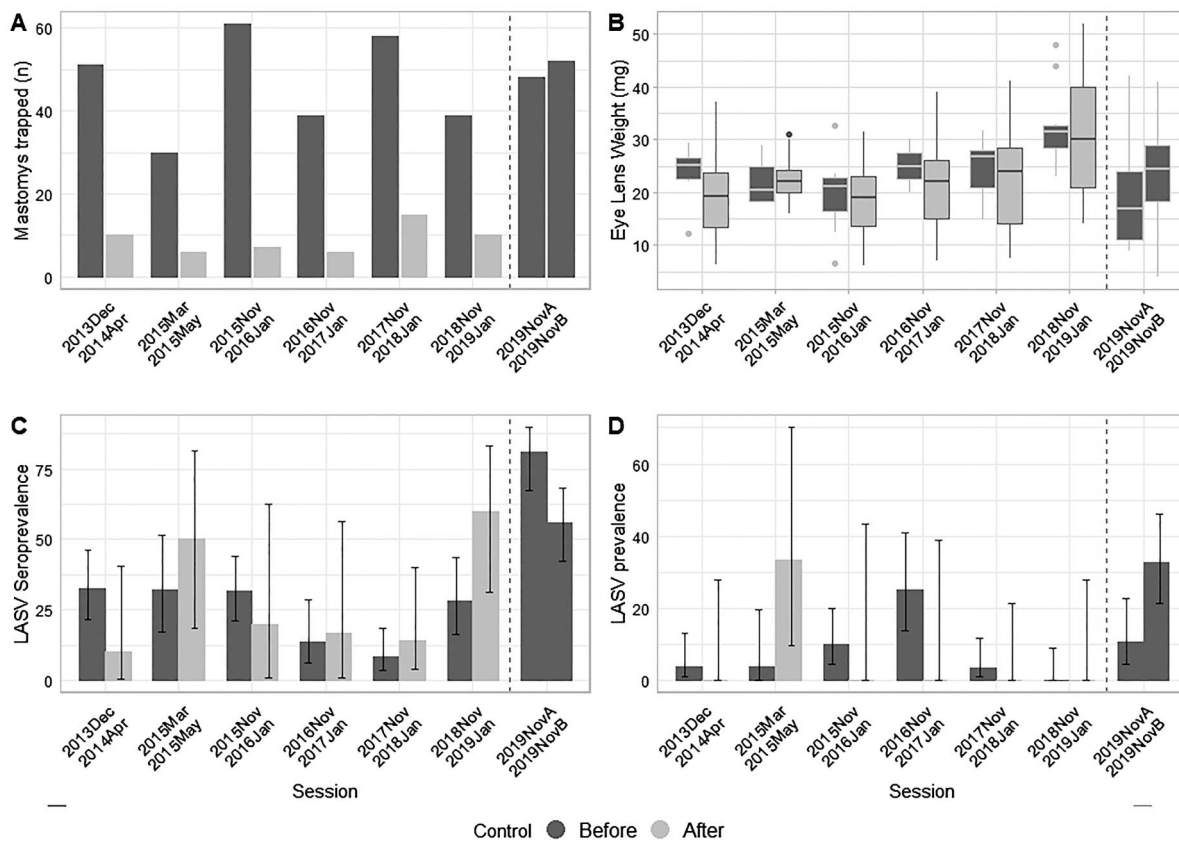 A
Mastomys trapped (n)
60
40
20
0
2013Dec
2014Apr
2015Mar
2015May
2015Nov
2016Jan
2016Nov
2017Jan
2017Nov
2018Jan
2018Nov
2019Jan
2019NovA
2019NovB
B
Eye Lens Weight (mg)
50
40
30
20
10
2013Dec
2014Apr
2015Mar
2015May
2015Nov
2016Jan
2016Nov
2017Jan
2017Nov
2018Jan
2018Nov
2019Jan
2019NovA
2019NovB
C
LASV Seroprevalence
75
50
25
0
2013Dec
2014Apr
2015Mar
2015May
2015Nov
2016Jan
2016Nov
2017Jan
2017Nov
2018Jan
2018Nov
2019Jan
2019NovA
2019NovB
Session
D
LASV prevalence
60
40
20
0
2013Dec
2014Apr
2015Mar
2015May
2015Nov
2016Jan
2016Nov
2017Jan
2017Nov
2018Jan
2018Nov
2019Jan
2019NovA
2019NovB
Session
Control Before After